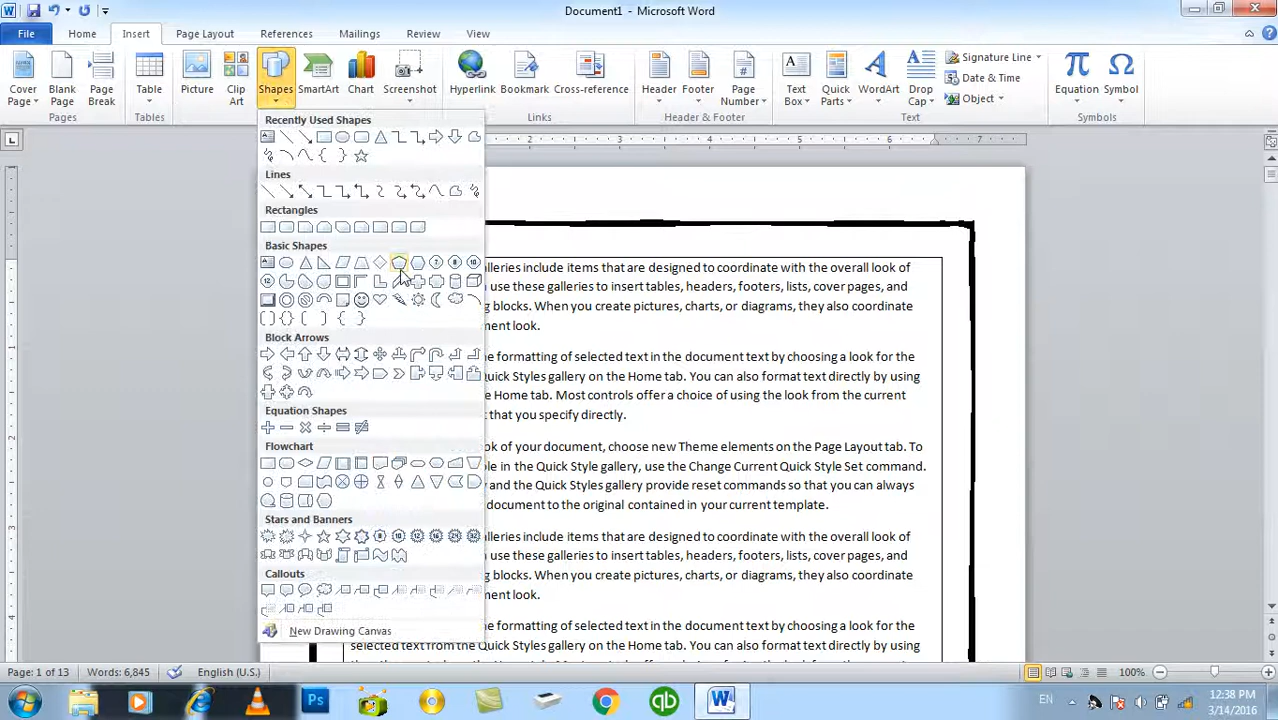 Document1 - Microsoft Word
File Home Insert Page Layout References Mailings Review View
Cover Page
Blank Page
Page Break
Table
Picture
Clip Art
Shapes
SmartArt
Chart
Screenshot
Hyperlink
Bookmark
Cross-reference
Header
Footer
Page Number
Text Box
Quick Parts
WordArt
Drop Cap
Signature Line
Date & Time
Object
Equation
Symbol
Pages Tables Links Header & Footer Text Symbols
Recently Used Shapes
Lines
Rectangles
Basic Shapes
Block Arrows
Equation Shapes
Flowchart
Stars and Banners
Callouts
New Drawing Canvas
alleries include items that are designed to coordinate with the overall look of
use these galleries to insert tables, headers, footers, lists, cover pages, and
g blocks. When you create pictures, charts, or diagrams, they also coordinate
ent look.
e formatting of selected text in the document text by choosing a look for the
uick Styles gallery on the Home tab. You can also format text directly by using
e Home tab. Most controls offer a choice of using the look from the current
that you specify directly.
k of your document, choose new Theme elements on the Page Layout tab. To
le in the Quick Style gallery, use the Change Current Quick Style Set command.
y and the Quick Styles gallery provide reset commands so that you can always
document to the original contained in your current template.
alleries include items that are designed to coordinate with the overall look of
use these galleries to insert tables, headers, footers, lists, cover pages, and
g blocks. When you create pictures, charts, or diagrams, they also coordinate
ent look.
e formatting of selected text in the document text by choosing a look for the
selected text from the Quick Styles gallery on the Home tab. You can also format text directly by using
Page: 1 of 13 Words: 6,845 English (U.S.) 100%
EN
12:38 PM
3/14/2016